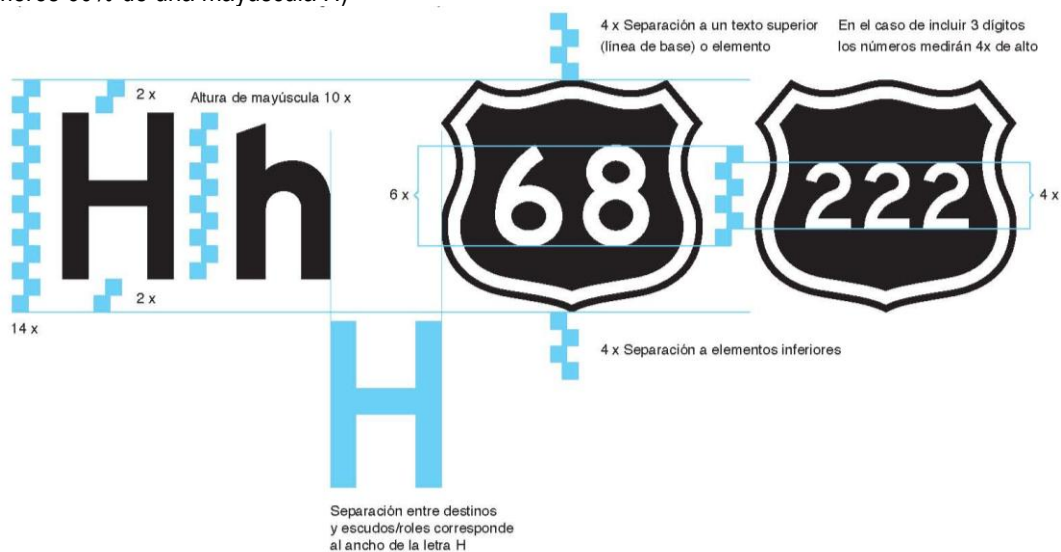 4 x Separación a un texto superior
(línea de base) o elemento
En el caso de incluir 3 dígitos
los números medirán 4x de alto
2 x
Altura de mayúscula 10 x
H h
68
222
6 x
4 x
2 x
14 x
4 x Separación a elementos inferiores
H
Separación entre destinos
y escudos/roles corresponde
al ancho de la letra H